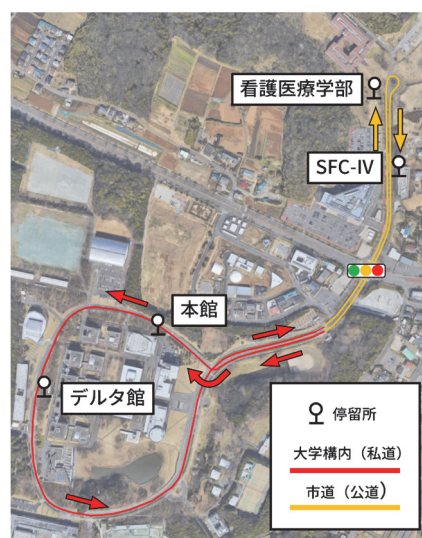 看護医療学部
SFC-Ⅳ
本館
デルタ館
停留所
大学構内（私道）
市道（公道）